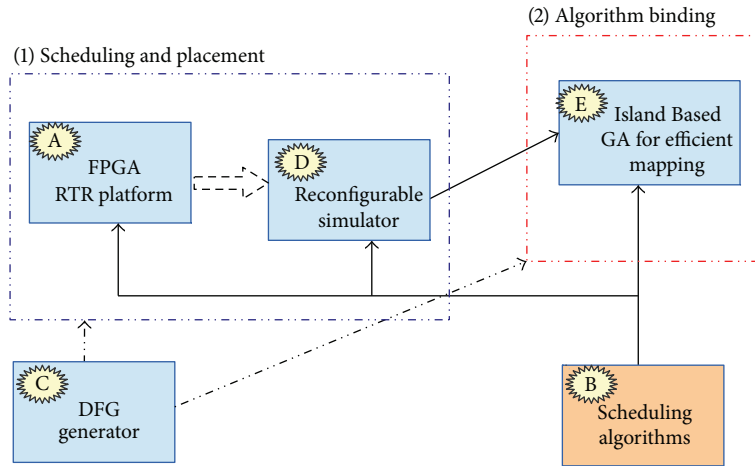 (2) Algorithm binding
(1) Scheduling and placement
A
FPGA
RTR platform
D
Reconfigurable
simulator
E
Island Based
GA for efficient
mapping
C
DFG
generator
B
Scheduling
algorithms